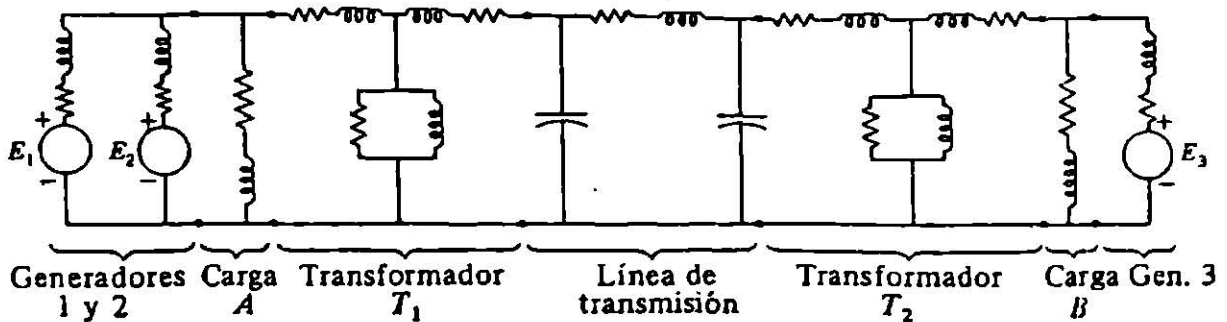 +
+
+
E₁
E₂
E₃
−
−
−
Generadores
1 y 2
Carga
A
Transformador
T₁
Línea de
transmisión
Transformador
T₂
Carga
B
Gen. 3